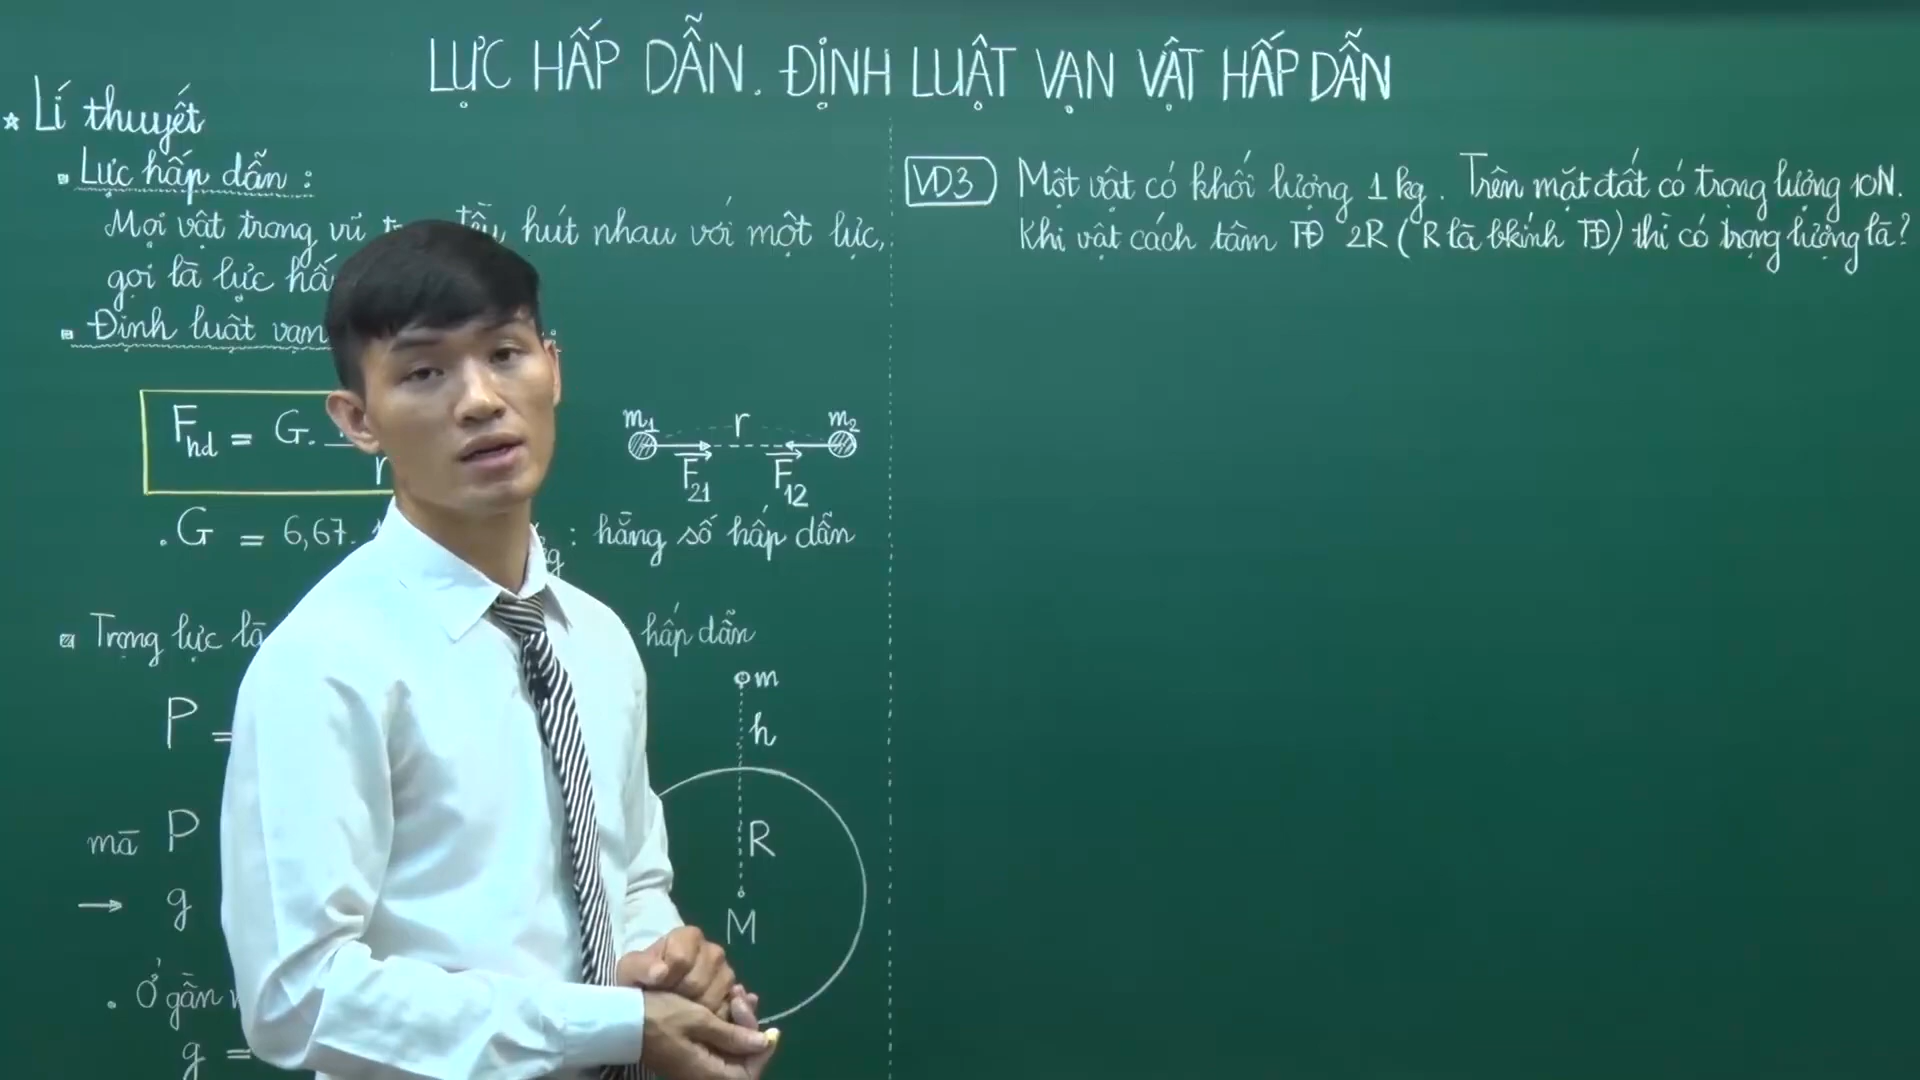 LỰC HẤP DẪN. ĐỊNH LUẬT VẠN VẬT HẤP DẪN
* Lí thuyết
Lực hấp dẫn :
Mọi vật trong vũ đều hút nhau với một lực,
gọi là lực hấ
Định luật vạn
F_hd = G.
r
m₁ r m₂
F₂₁ F₁₂
. G = 6,67. kg : hằng số hấp dẫn
Trọng lực là hấp dẫn
m
h
P =
R
mà P
→ g
M
. Ở gần
g =
VD3 Một vật có khối lượng 1 kg. Trên mặt đất có trọng lượng 10N.
Khi vật cách tâm TĐ 2R (R là bkính TĐ) thì có trọng lượng là?